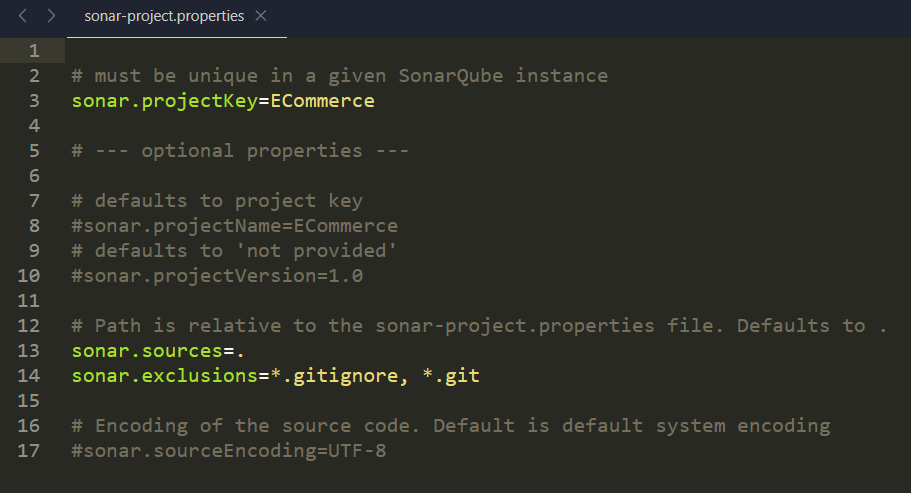 sonar-project.properties
1
2 # must be unique in a given SonarQube instance
3 sonar.projectKey=ECommerce
4
5 # --- optional properties ---
6
7 # defaults to project key
8 #sonar.projectName=ECommerce
9 # defaults to 'not provided'
10 #sonar.projectVersion=1.0
11
12 # Path is relative to the sonar-project.properties file. Defaults to .
13 sonar.sources=.
14 sonar.exclusions=*.gitignore, *.git
15
16 # Encoding of the source code. Default is default system encoding
17 #sonar.sourceEncoding=UTF-8